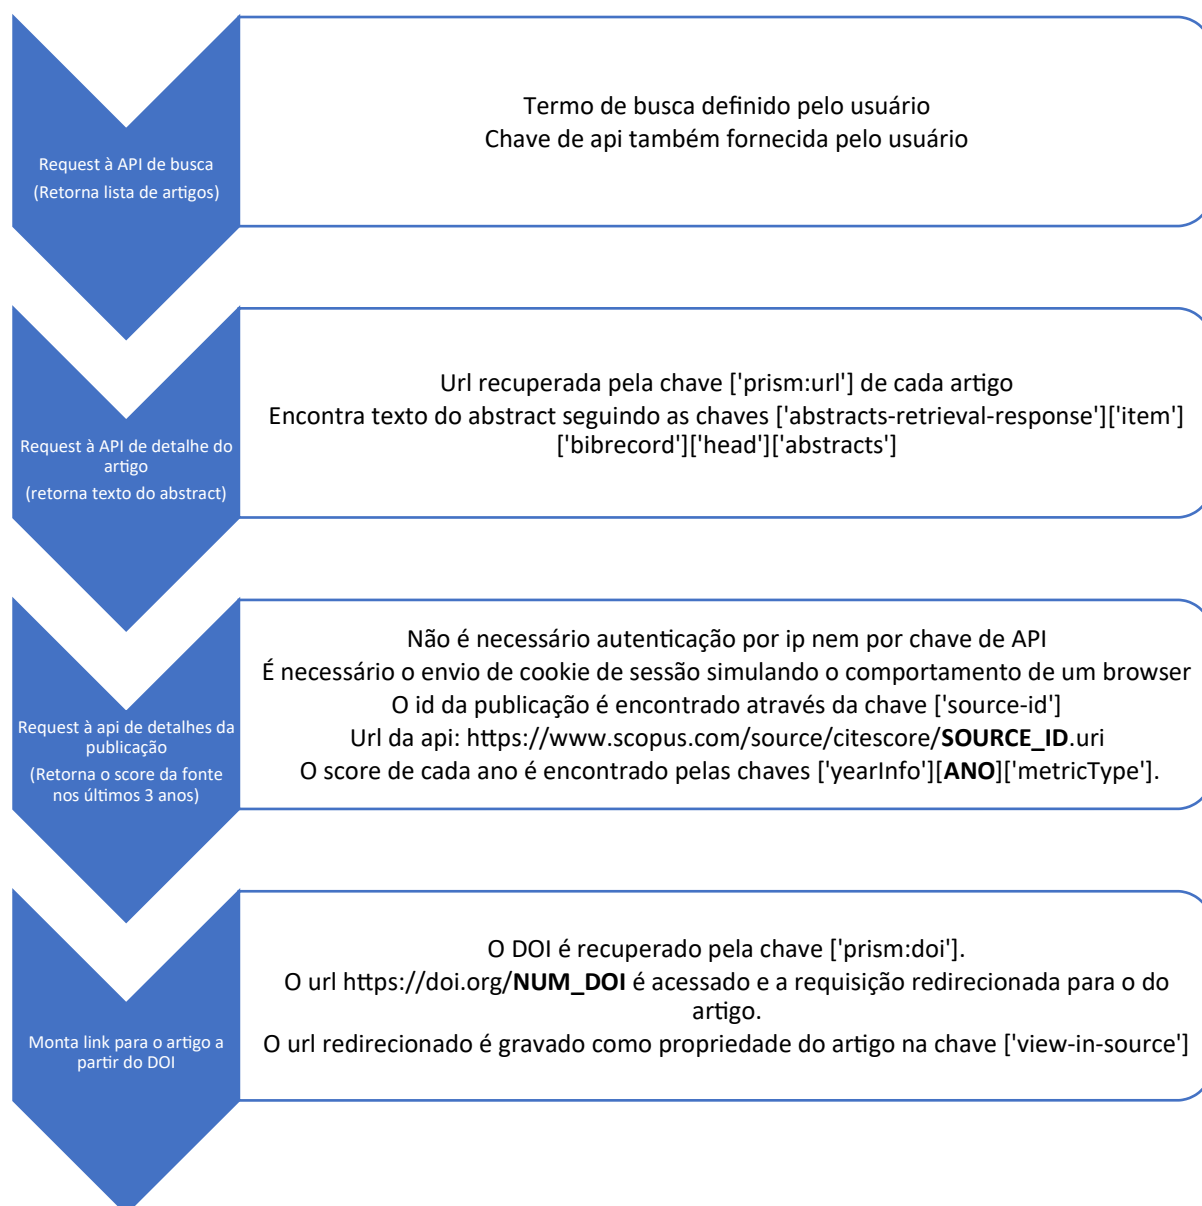 Request à API de busca
(Retorna lista de artigos)
Termo de busca definido pelo usuário
Chave de api também fornecida pelo usuário
Request à API de detalhe do
artigo
(retorna texto do abstract)
Url recuperada pela chave ['prism:url'] de cada artigo
Encontra texto do abstract seguindo as chaves ['abstracts-retrieval-response']['item']
['bibrecord']['head']['abstracts']
Request à api de detalhes da
publicação
(Retorna o score da fonte
nos últimos 3 anos)
Não é necessário autenticação por ip nem por chave de API
É necessário o envio de cookie de sessão simulando o comportamento de um browser
O id da publicação é encontrado através da chave ['source-id']
Url da api: https://www.scopus.com/source/citescore/SOURCE_ID.uri
O score de cada ano é encontrado pelas chaves ['yearInfo'][ANO]['metricType'].
Monta link para o artigo a
partir do DOI
O DOI é recuperado pela chave ['prism:doi'].
O url https://doi.org/NUM_DOI é acessado e a requisição redirecionada para o do
artigo.
O url redirecionado é gravado como propriedade do artigo na chave ['view-in-source']